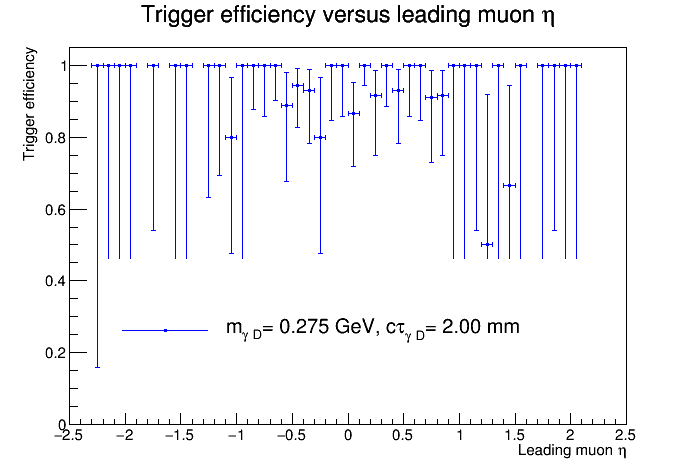 Trigger efficiency versus leading muon η
Trigger efficiency
1
0.8
0.6
0.4
0.2
0
m_γ D= 0.275 GeV, cτ_γ D= 2.00 mm
−2.5 −2 −1.5 −1 −0.5 0 0.5 1 1.5 2 2.5
Leading muon η